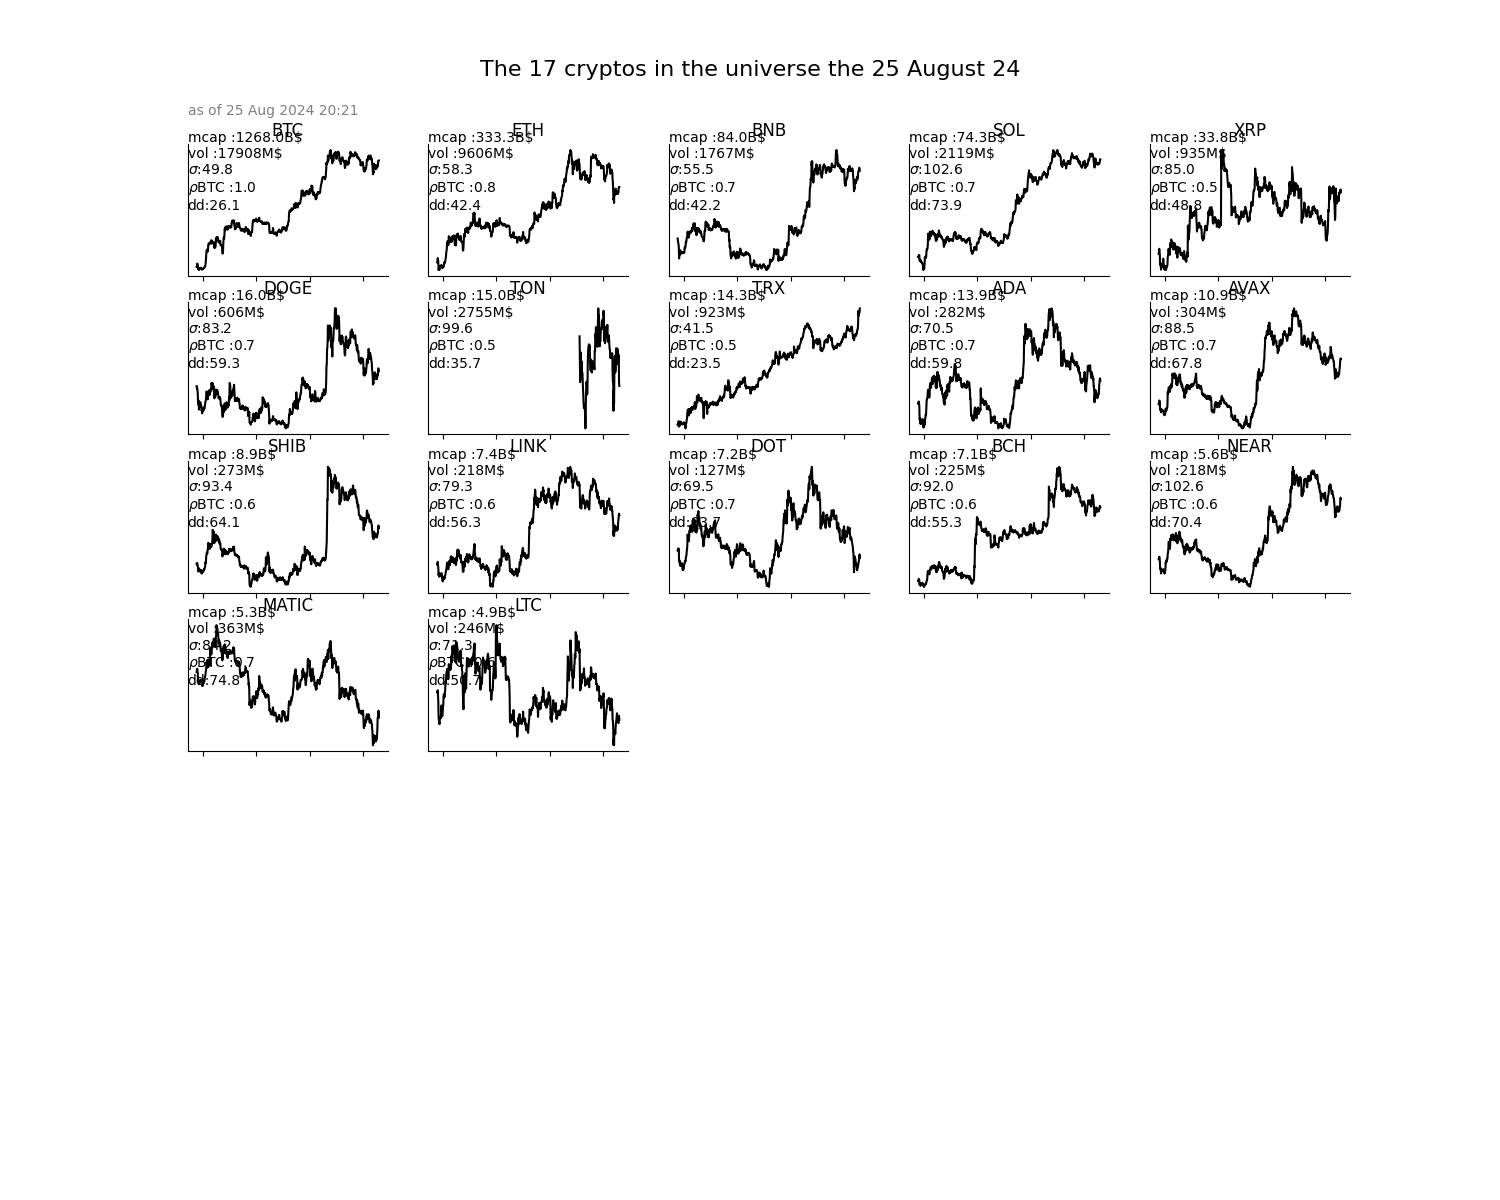 The 17 cryptos in the universe the 25 August 24
as of 25 Aug 2024 20:21
BTC
mcap :1268.0B$
vol :17908M$
σ:49.8
ρBTC :1.0
dd:26.1
ETH
mcap :333.3B$
vol :9606M$
σ:58.3
ρBTC :0.8
dd:42.4
BNB
mcap :84.0B$
vol :1767M$
σ:55.5
ρBTC :0.7
dd:42.2
SOL
mcap :74.3B$
vol :2119M$
σ:102.6
ρBTC :0.7
dd:73.9
XRP
mcap :33.8B$
vol :935M$
σ:85.0
ρBTC :0.5
dd:48.8
DOGE
mcap :16.0B$
vol :606M$
σ:83.2
ρBTC :0.7
dd:59.3
TON
mcap :15.0B$
vol :2755M$
σ:99.6
ρBTC :0.5
dd:35.7
TRX
mcap :14.3B$
vol :923M$
σ:41.5
ρBTC :0.5
dd:23.5
ADA
mcap :13.9B$
vol :282M$
σ:70.5
ρBTC :0.7
dd:59.8
AVAX
mcap :10.9B$
vol :304M$
σ:88.5
ρBTC :0.7
dd:67.8
SHIB
mcap :8.9B$
vol :273M$
σ:93.4
ρBTC :0.6
dd:64.1
LINK
mcap :7.4B$
vol :218M$
σ:79.3
ρBTC :0.6
dd:56.3
DOT
mcap :7.2B$
vol :127M$
σ:69.5
ρBTC :0.7
BCH
mcap :7.1B$
vol :225M$
σ:92.0
ρBTC :0.6
dd:55.3
NEAR
mcap :5.6B$
vol :218M$
σ:102.6
ρBTC :0.6
dd:70.4
MATIC
mcap :5.3B$
vol :363M$
ρBTC :0.7
dd:74.8
LTC
mcap :4.9B$
vol :246M$